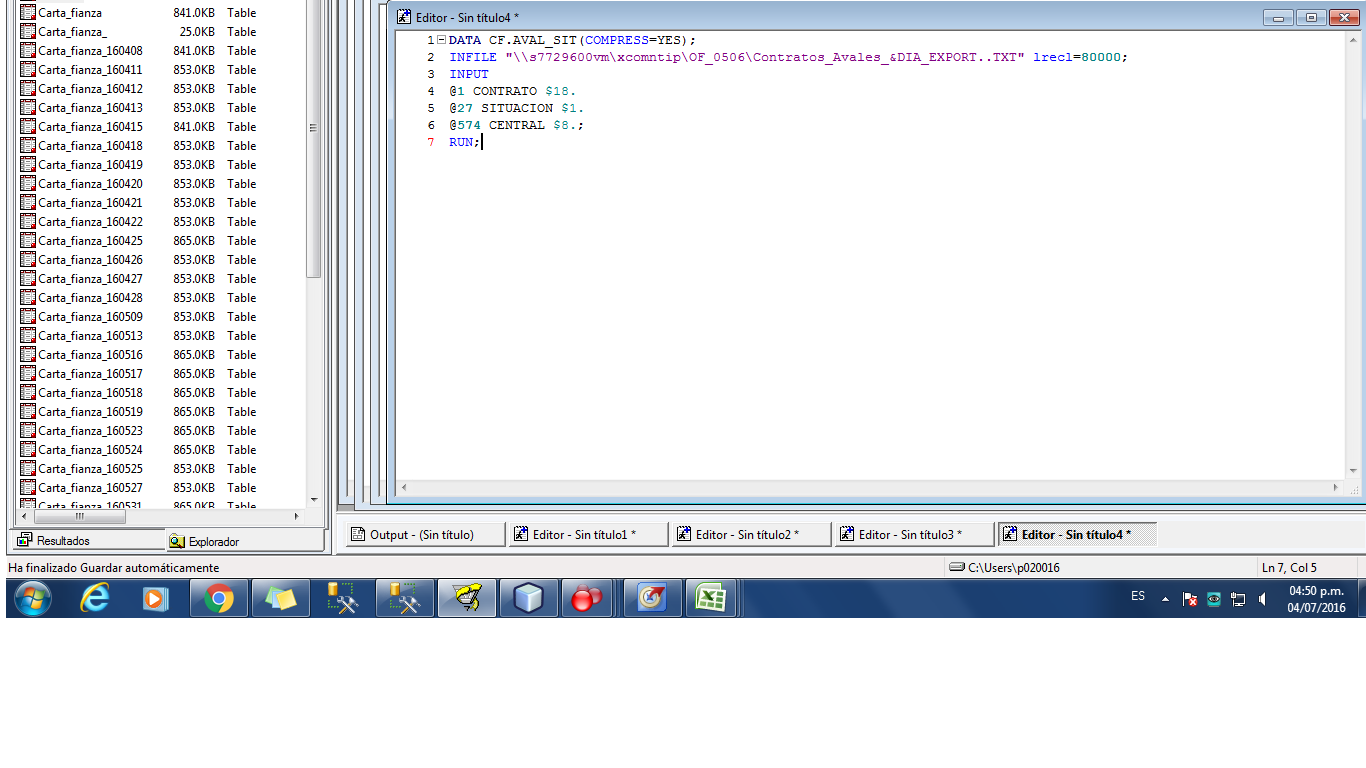 Carta_fianza 841.0KB Table
Carta_fianza_ 25.0KB Table
Carta_fianza_160408 841.0KB Table
Carta_fianza_160411 853.0KB Table
Carta_fianza_160412 853.0KB Table
Carta_fianza_160413 853.0KB Table
Carta_fianza_160415 841.0KB Table
Carta_fianza_160418 853.0KB Table
Carta_fianza_160419 853.0KB Table
Carta_fianza_160420 853.0KB Table
Carta_fianza_160421 853.0KB Table
Carta_fianza_160422 853.0KB Table
Carta_fianza_160425 865.0KB Table
Carta_fianza_160426 853.0KB Table
Carta_fianza_160427 853.0KB Table
Carta_fianza_160428 853.0KB Table
Carta_fianza_160509 853.0KB Table
Carta_fianza_160513 853.0KB Table
Carta_fianza_160516 865.0KB Table
Carta_fianza_160517 865.0KB Table
Carta_fianza_160518 865.0KB Table
Carta_fianza_160519 865.0KB Table
Carta_fianza_160523 865.0KB Table
Carta_fianza_160524 865.0KB Table
Carta_fianza_160525 853.0KB Table
Carta_fianza_160527 853.0KB Table
Carta_fianza_160531 865.0KB Table
Resultados Explorador
Editor - Sin título4 *
1 DATA CF.AVAL_SIT(COMPRESS=YES);
2 INFILE "\\s7729600vm\xcomntip\OF_0506\Contratos_Avales_&DIA_EXPORT..TXT" lrecl=80000;
3 INPUT
4 @1 CONTRATO $18.
5 @27 SITUACION $1.
6 @574 CENTRAL $8.;
7 RUN;
Output - (Sin título) Editor - Sin título1 * Editor - Sin título2 * Editor - Sin título3 * Editor - Sin título4 *
Ha finalizado Guardar automáticamente C:\Users\p020016 Ln 7, Col 5
ES 04:50 p.m.
04/07/2016